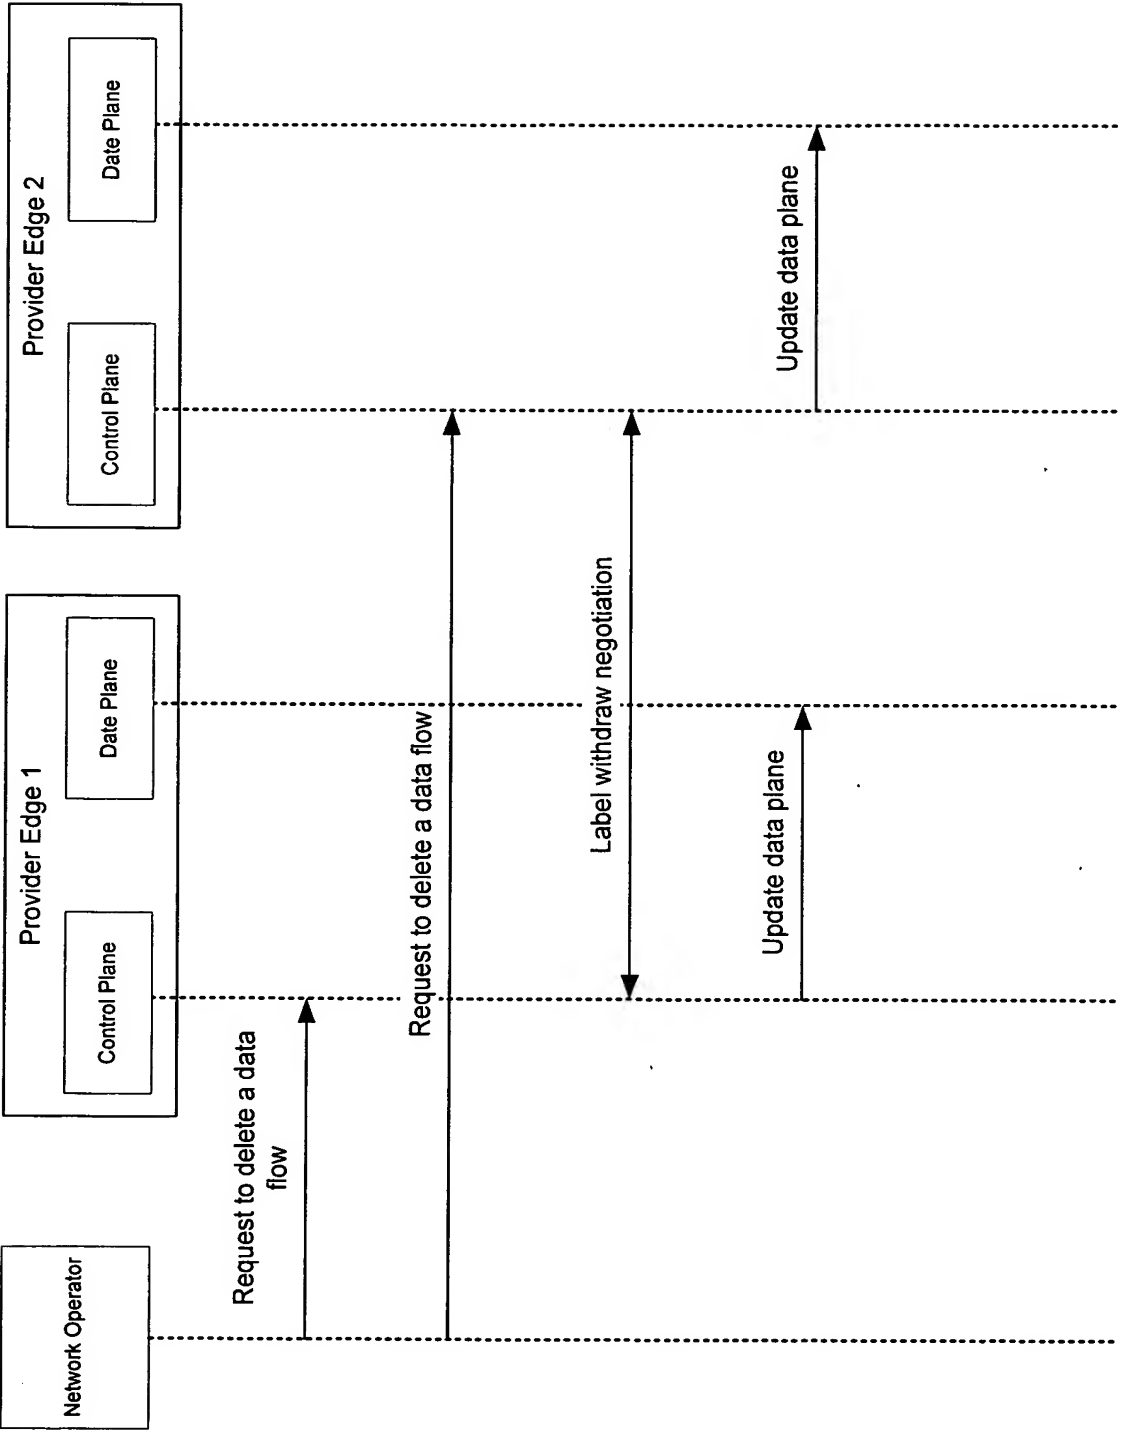 Network Operator
Provider Edge 1
Control Plane
Date Plane
Provider Edge 2
Control Plane
Date Plane
Request to delete a data
flow
Request to delete a data flow
Label withdraw negotiation
Update data plane
Update data plane